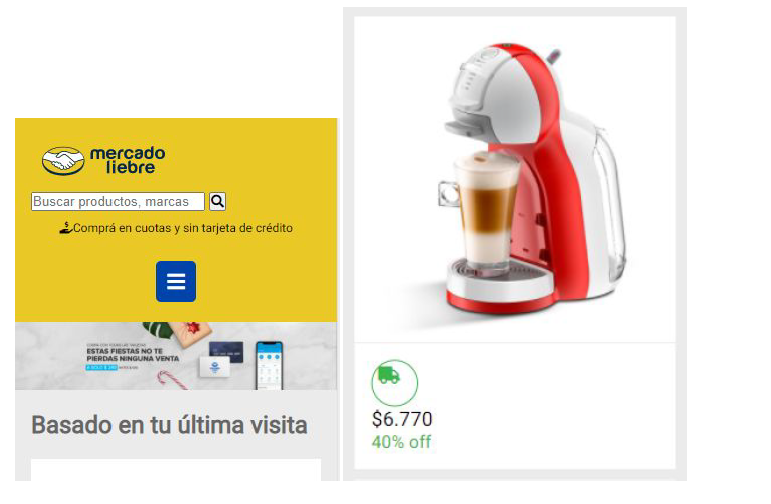 mercado
liebre
Buscar productos, marcas
Comprá en cuotas y sin tarjeta de crédito
ESTAS FIESTAS NO TE
PIERDAS NINGUNA VENTA
Basado en tu última visita
$6.770
40% off